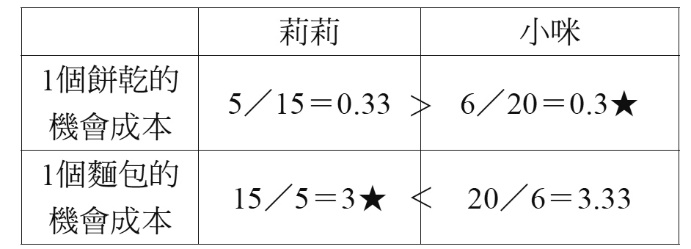 莉莉 小咪
1個餅乾的
機會成本
5／15＝0.33 ＞ 6／20＝0.3★
1個麵包的
機會成本
15／5＝3★ ＜ 20／6＝3.33